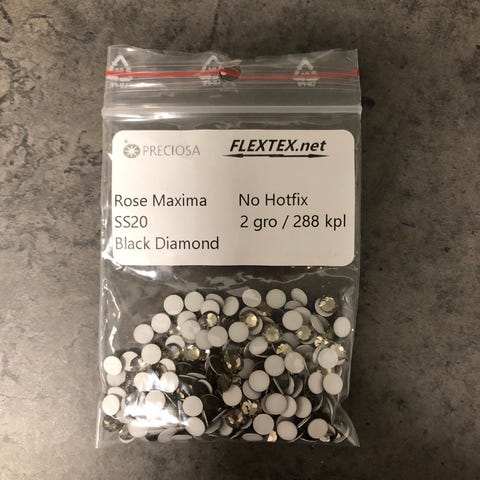 PRECIOSA
FLEXTEX.net
Rose Maxima No Hotfix
SS20 2 gro / 288 kpl
Black Diamond